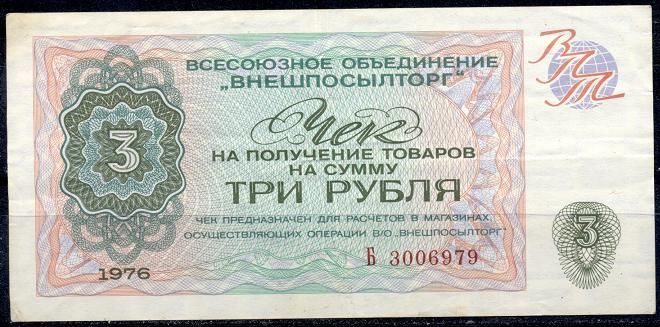 ВСЕСОЮЗНОЕ ОБЪЕДИНЕНИЕ
„ВНЕШПОСЫЛТОРГ"
ВПТ
Чек
3
НА ПОЛУЧЕНИЕ ТОВАРОВ
НА СУММУ
ТРИ РУБЛЯ
ЧЕК ПРЕДНАЗНАЧЕН ДЛЯ РАСЧЕТОВ В МАГАЗИНАХ,
ОСУЩЕСТВЛЯЮЩИХ ОПЕРАЦИИ В/О „ВНЕШПОСЫЛТОРГ"
3
1976
Б 3006979